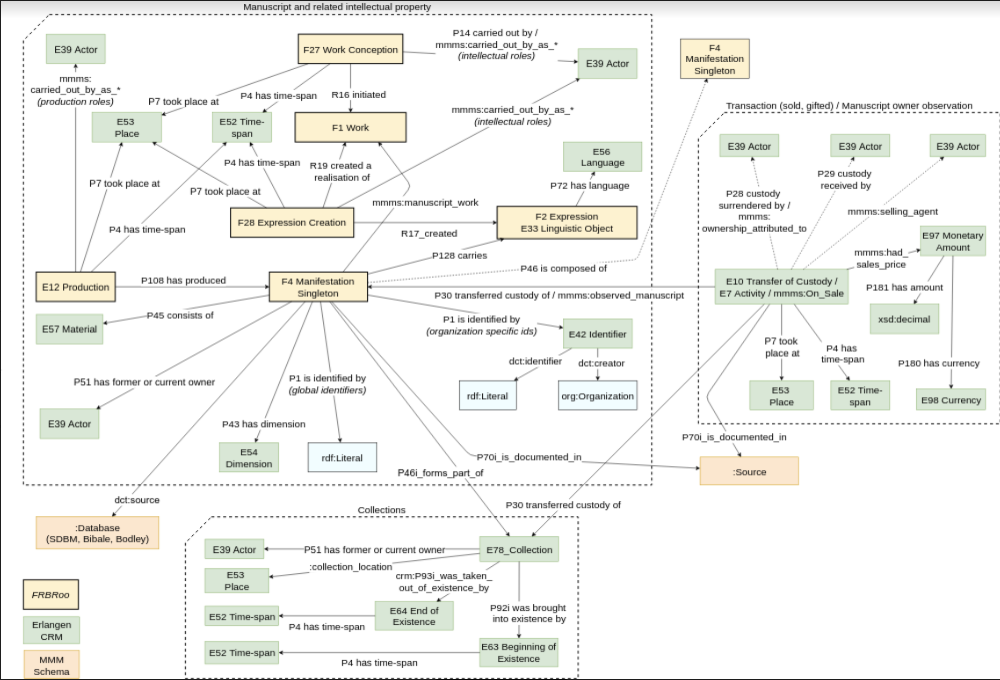 Manuscript and related intellectual property
E39 Actor
F27 Work Conception
P14 carried out by /
mmms:carried_out_by_as_*
(intellectual roles)
E39 Actor
F4
Manifestation
Singleton
mmms:
carried_out_by_as_*
(production roles)
P7 took place at
P4 has time-span
R16 initiated
mmms:carried_out_by_as_*
(intellectual roles)
Transaction (sold, gifted) / Manuscript owner observation
E53
Place
E52 Time-
span
F1 Work
E39 Actor
E39 Actor
E39 Actor
E56
Language
P4 has time-span
R19 created a
realisation of
P7 took place at
P7 took place at
P72 has language
P29 custody
received by
P28 custody
surrendered by /
mmms:
ownership_attributed_to
mmms:manuscript_work
mmms:selling_agent
F28 Expression Creation
F2 Expression
E33 Linguistic Object
P4 has time-span
R17_created
E97 Monetary
Amount
P128 carries
mmms:had_
sales_price
P46 is composed of
E12 Production
P108 has produced
F4 Manifestation
Singleton
E10 Transfer of Custody /
E7 Activity / mmms:On_Sale
P30 transferred custody of / mmms:observed_manuscript
P181 has amount
P45 consists of
E57 Material
P1 is identified by
(organization specific ids)
E42 Identifier
xsd:decimal
P7 took
place at
P4 has
time-span
dct:identifier
dct:creator
P180 has currency
P51 has former or current owner
P1 is identified by
(global identifiers)
rdf:Literal
org:Organization
E53
Place
E52 Time-
span
E98 Currency
E39 Actor
P43 has dimension
P70i_is_documented_in
E54
Dimension
rdf:Literal
P70i_is_documented_in
P46i_forms_part_of
:Source
dct:source
P30 transferred custody of
Collections
:Database
(SDBM, Bibale, Bodley)
E39 Actor
P51 has former or current owner
E78_Collection
:collection_location
E53
Place
crm:P93i_was_taken_
out_of_existence_by
E52 Time-span
P4 has time-span
E64 End of
Existence
P92i was brought
into existence by
E52 Time-span
P4 has time-span
E63 Beginning of
Existence
FRBRoo
Erlangen
CRM
MMM
Schema